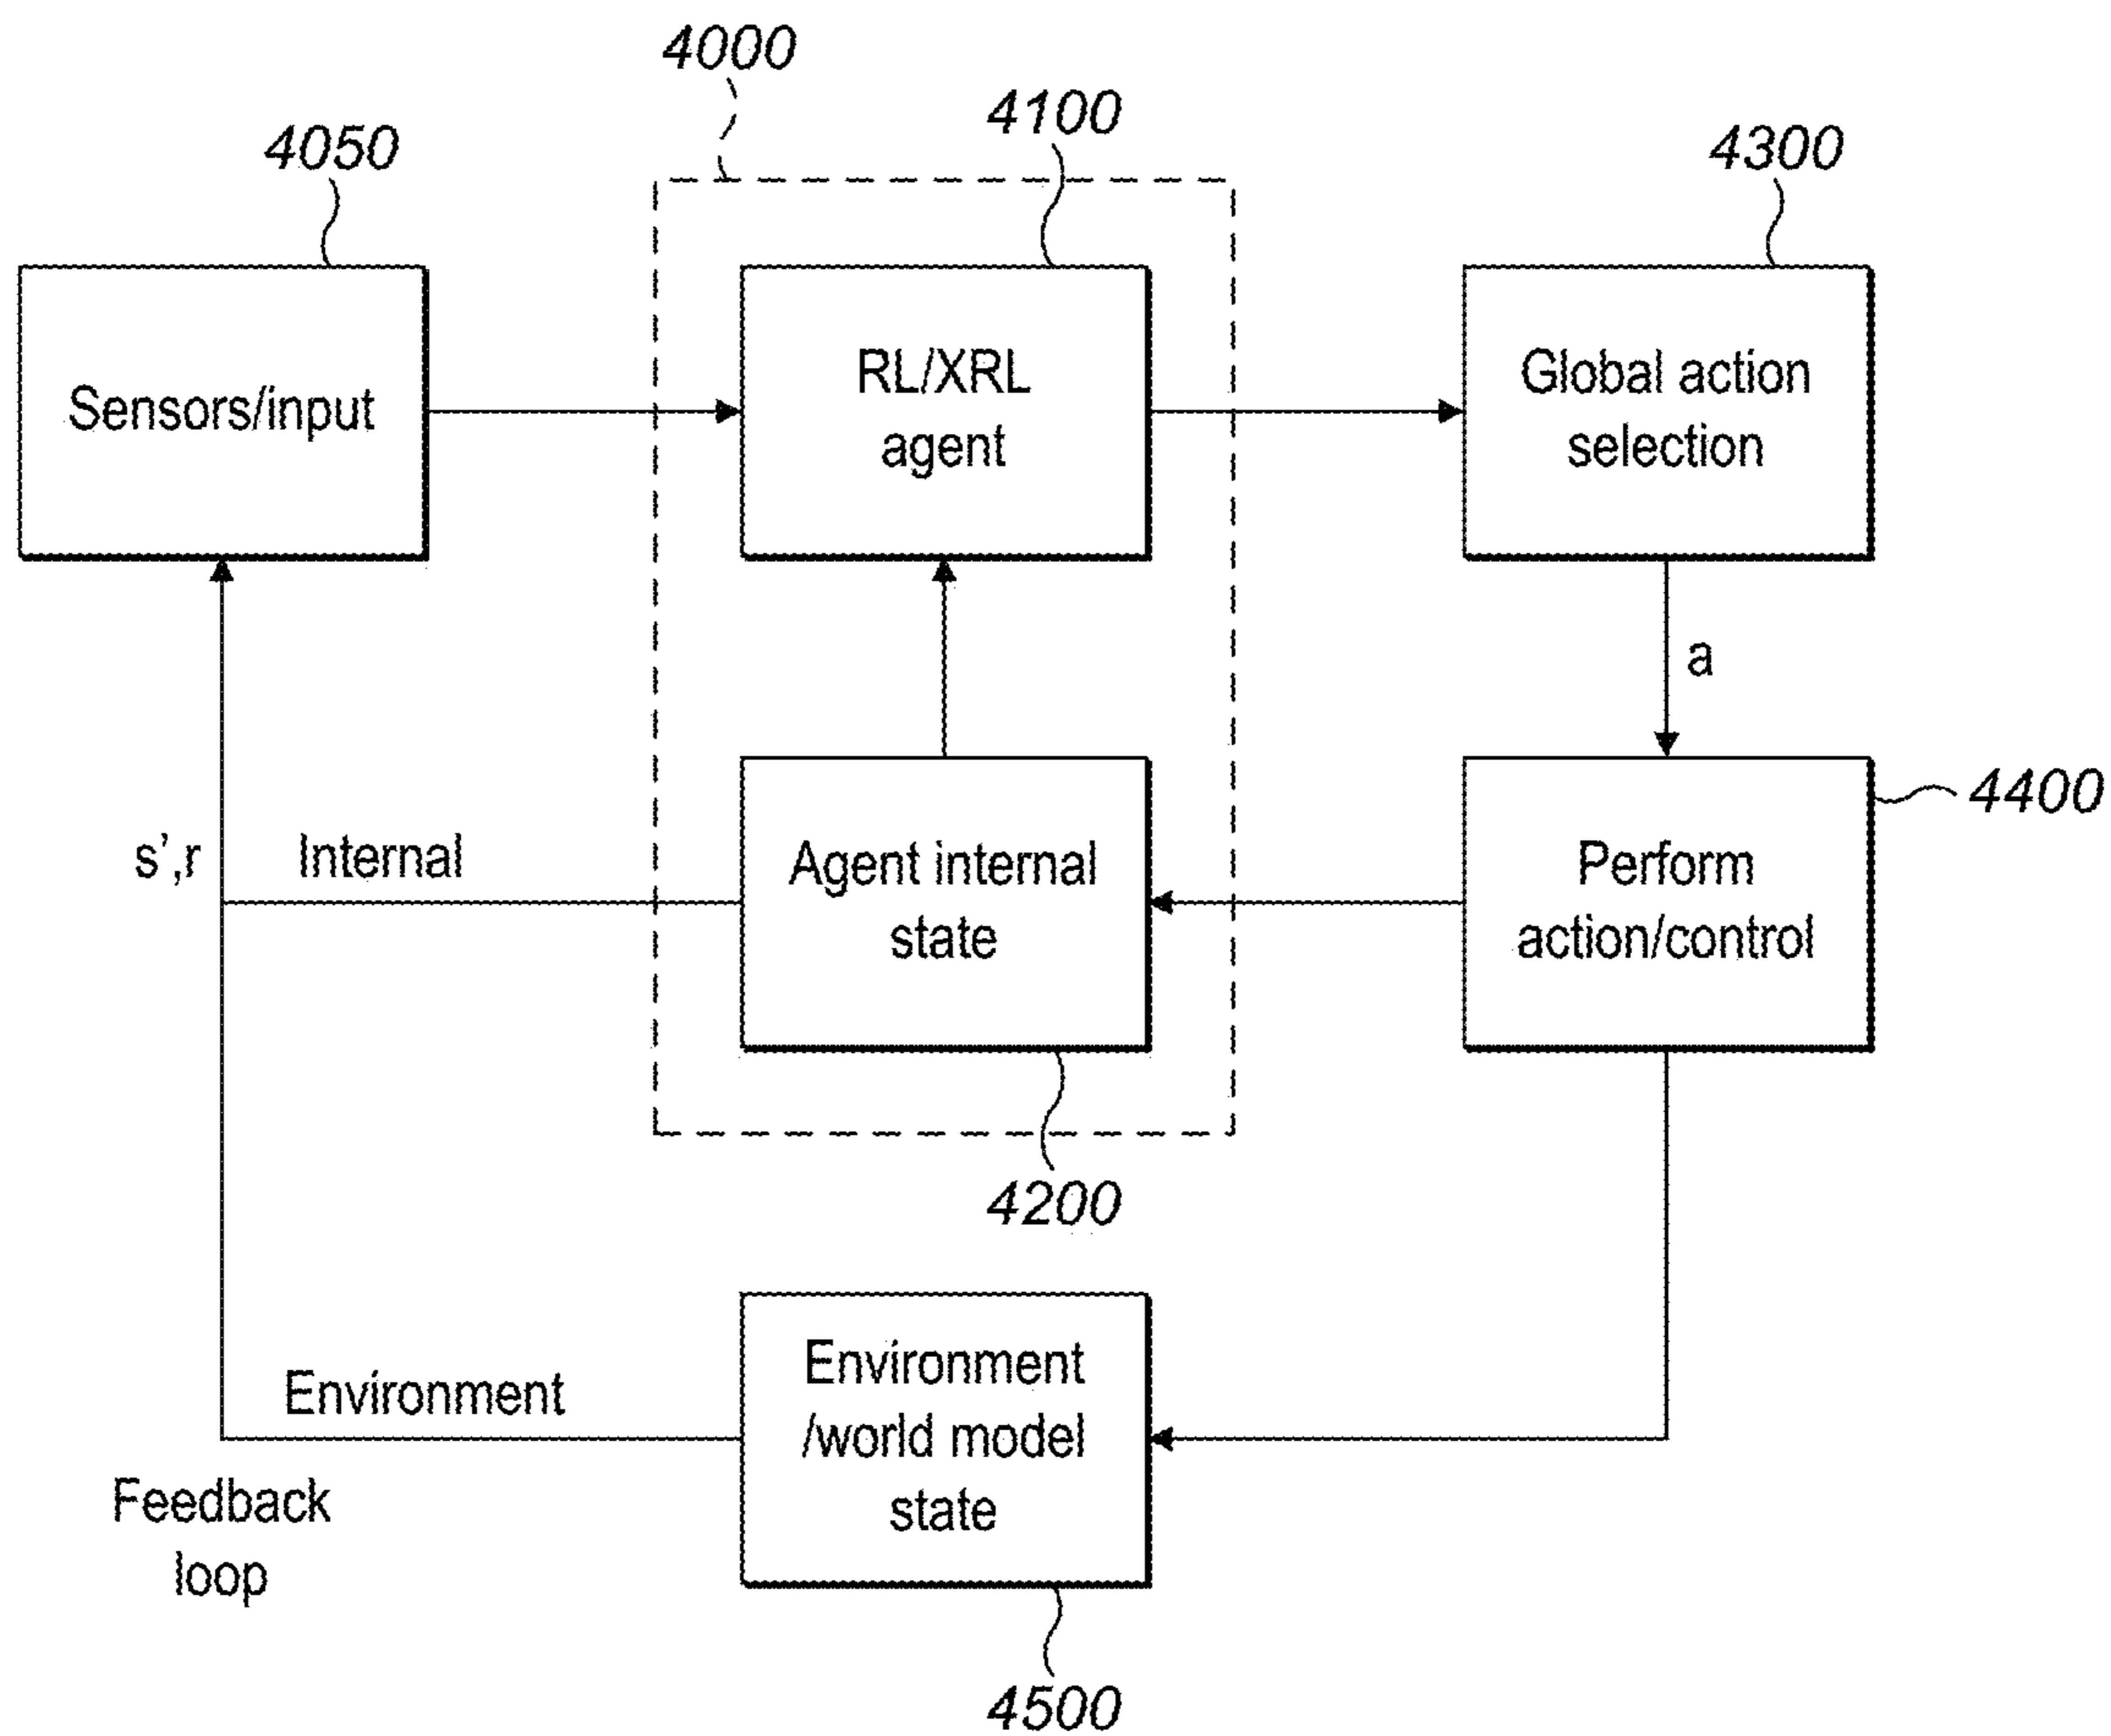 4000
4100
4050
4300
Sensors/input
RL/XRL
agent
Global action
selection
a
4400
s’,r
Internal
Agent internal
state
Perform
action/control
4200
Environment
Environment
/world model
state
Feedback
loop
4500